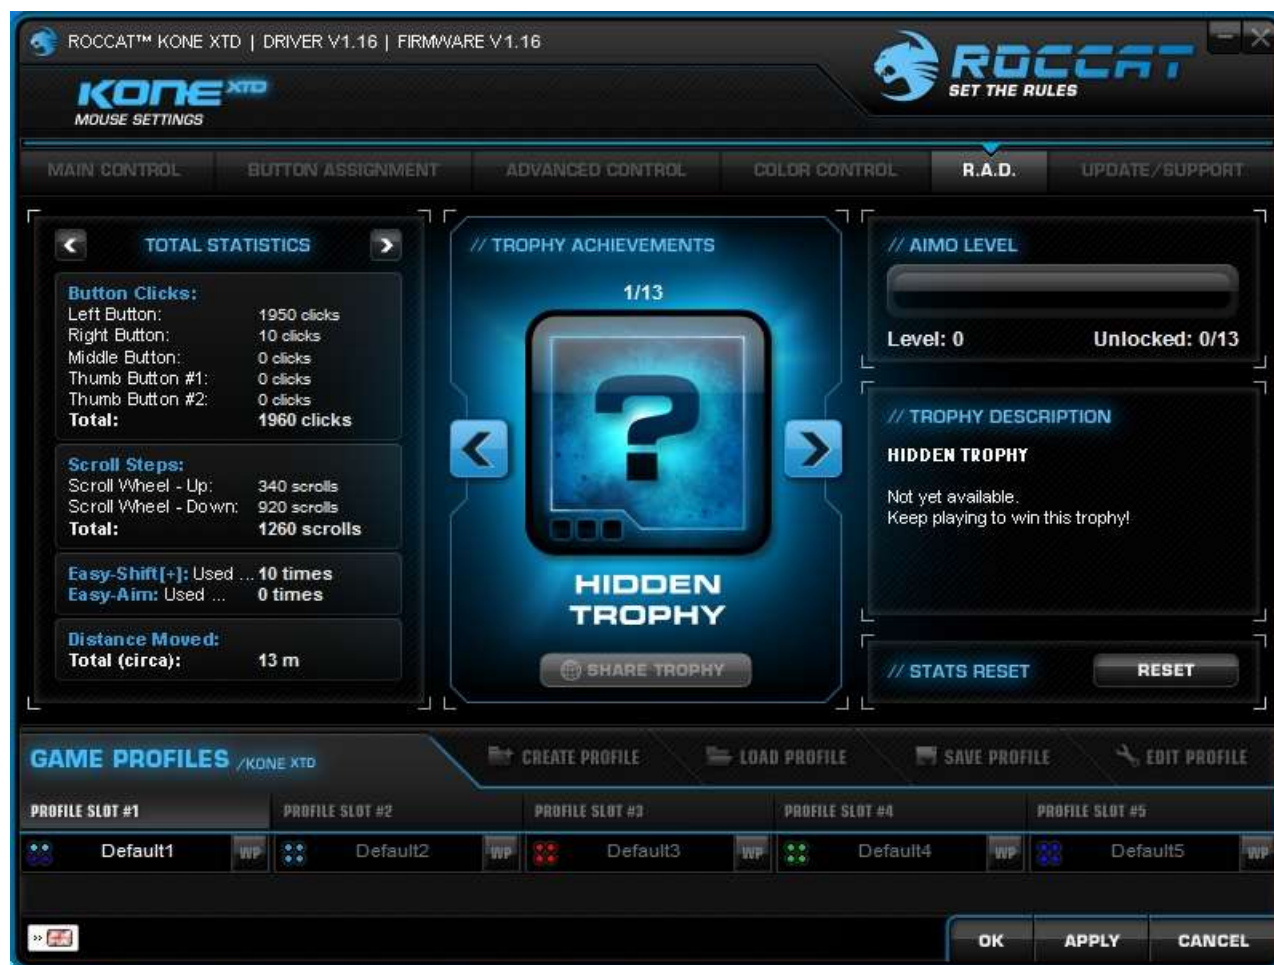 ROCCAT™ KONE XTD | DRIVER V1.16 | FIRMWARE V1.16
ROCCAT
SET THE RULES
KONE XTD
MOUSE SETTINGS
MAIN CONTROL
BUTTON ASSIGNMENT
ADVANCED CONTROL
COLOR CONTROL
R.A.D.
UPDATE/SUPPORT
TOTAL STATISTICS
Button Clicks:
Left Button: 1950 clicks
Right Button: 10 clicks
Middle Button: 0 clicks
Thumb Button #1: 0 clicks
Thumb Button #2: 0 clicks
Total: 1960 clicks
Scroll Steps:
Scroll Wheel - Up: 340 scrolls
Scroll Wheel - Down: 920 scrolls
Total: 1260 scrolls
Easy-Shift[+]: Used ... 10 times
Easy-Aim: Used ... 0 times
Distance Moved:
Total (circa): 13 m
// TROPHY ACHIEVEMENTS
1/13
?
HIDDEN
TROPHY
SHARE TROPHY
// AIMO LEVEL
Level: 0 Unlocked: 0/13
// TROPHY DESCRIPTION
HIDDEN TROPHY
Not yet available.
Keep playing to win this trophy!
// STATS RESET
RESET
GAME PROFILES /KONE XTD
CREATE PROFILE
LOAD PROFILE
SAVE PROFILE
EDIT PROFILE
PROFILE SLOT #1
PROFILE SLOT #2
PROFILE SLOT #3
PROFILE SLOT #4
PROFILE SLOT #5
Default1 WP
Default2 WP
Default3 WP
Default4 WP
Default5 WP
»
OK
APPLY
CANCEL